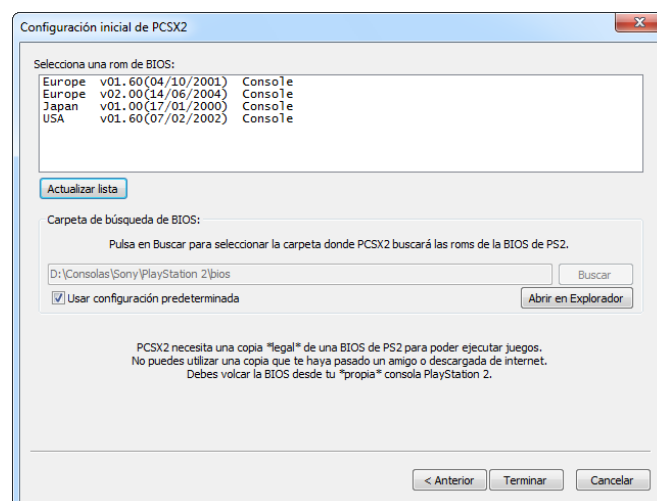 Configuración inicial de PCSX2
Selecciona una rom de BIOS:
Europe v01.60(04/10/2001) Console
Europe v02.00(14/06/2004) Console
Japan v01.00(17/01/2000) Console
USA v01.60(07/02/2002) Console
Actualizar lista
Carpeta de búsqueda de BIOS:
Pulsa en Buscar para seleccionar la carpeta donde PCSX2 buscará las roms de la BIOS de PS2.
D:\Consolas\Sony\PlayStation 2\bios Buscar
Usar configuración predeterminada Abrir en Explorador
PCSX2 necesita una copia *legal* de una BIOS de PS2 para poder ejecutar juegos.
No puedes utilizar una copia que te haya pasado un amigo o descargada de internet.
Debes volcar la BIOS desde tu *propia* consola PlayStation 2.
< Anterior Terminar Cancelar